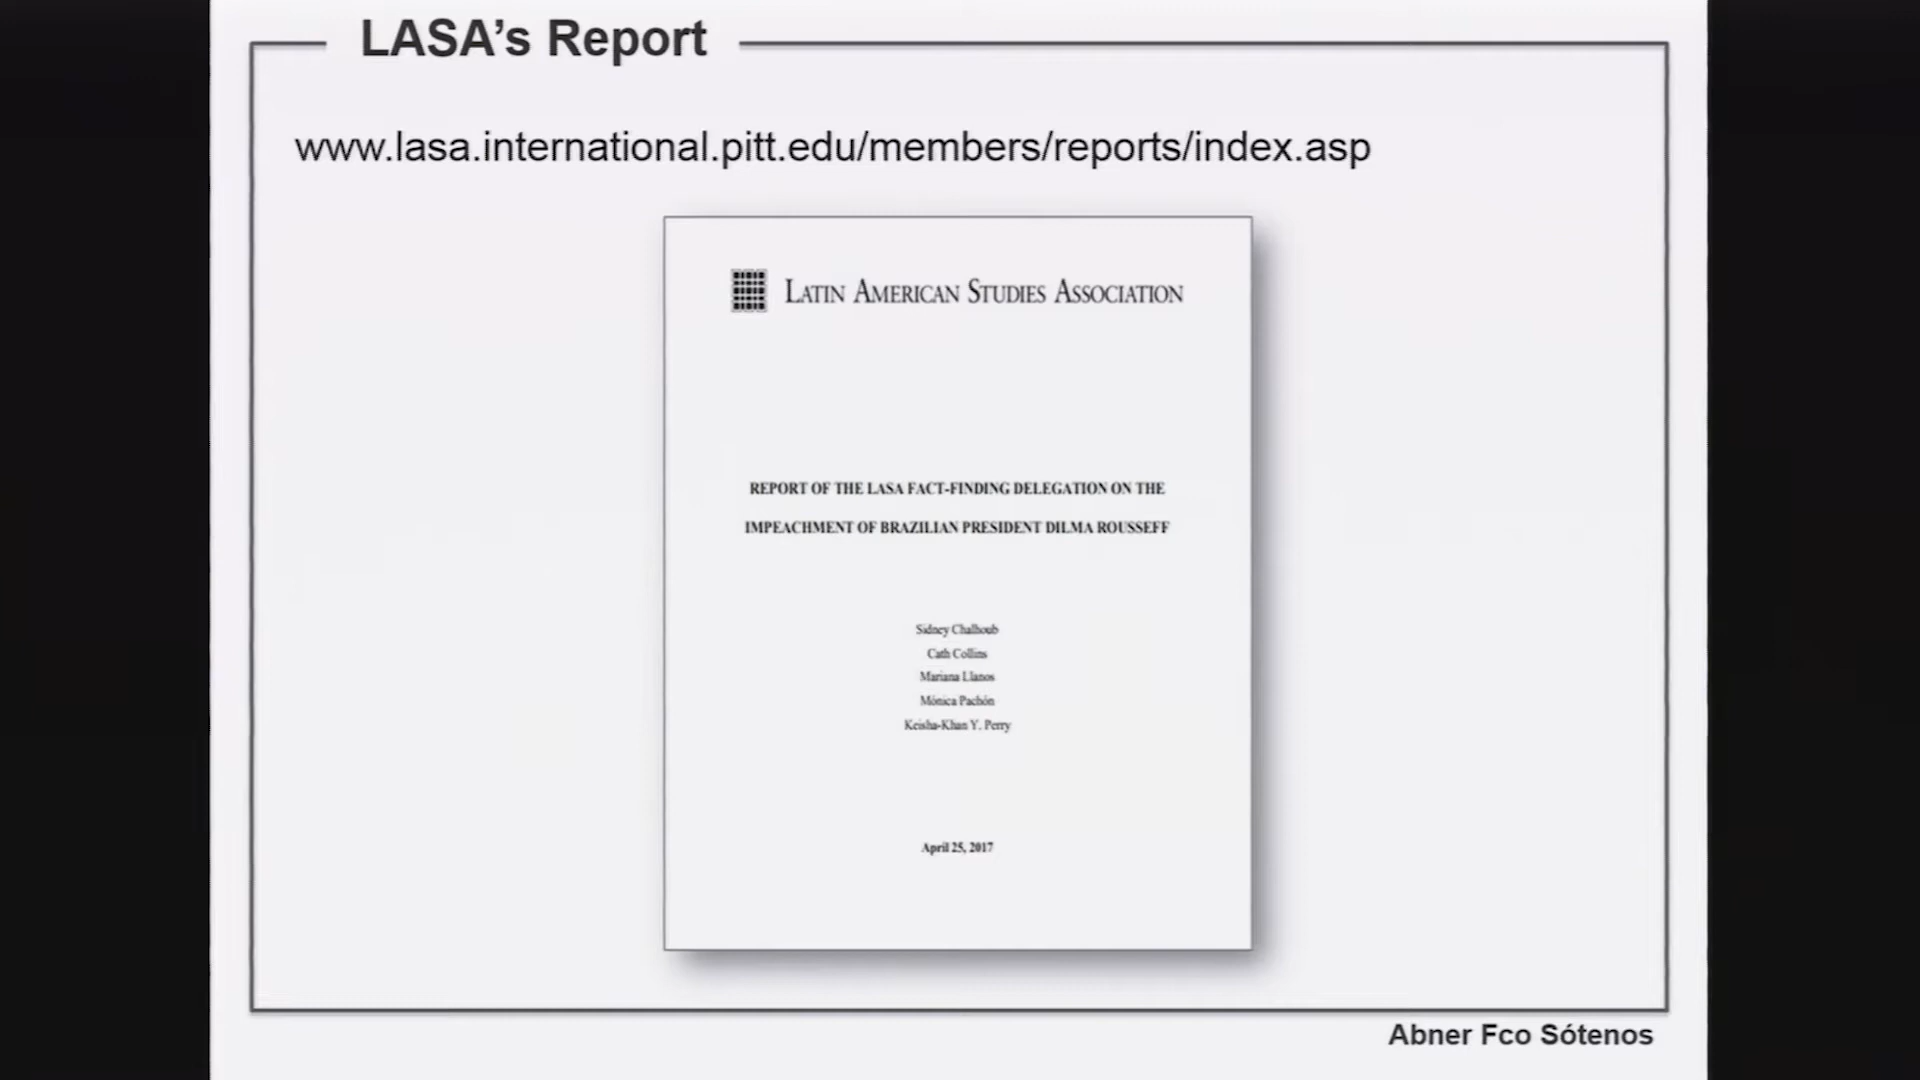 LASA’s Report
www.lasa.international.pitt.edu/members/reports/index.asp
LATIN AMERICAN STUDIES ASSOCIATION
REPORT OF THE LASA FACT-FINDING DELEGATION ON THE
IMPEACHMENT OF BRAZILIAN PRESIDENT DILMA ROUSSEFF
Sidney Chalhoub
Cath Collins
Mariana Llanos
Mónica Pachón
Keisha-Khan Y. Perry
April 25, 2017
Abner Fco Sótenos